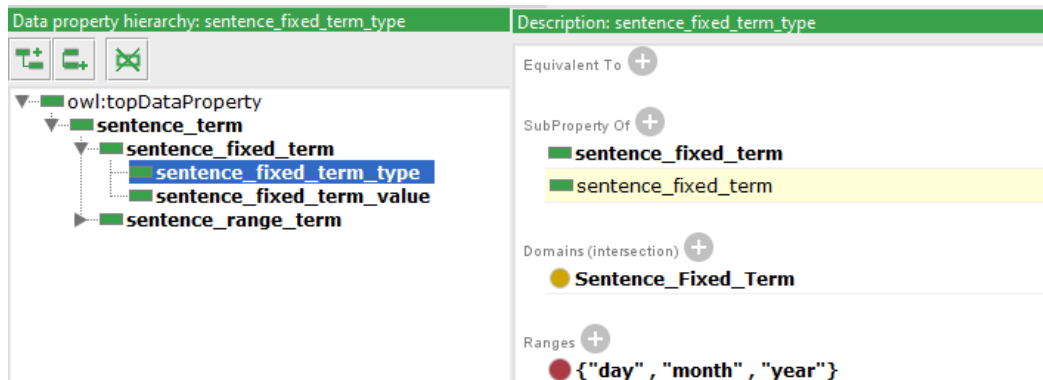 Data property hierarchy: sentence_fixed_term_type
owl:topDataProperty
sentence_term
sentence_fixed_term
sentence_fixed_term_type
sentence_fixed_term_value
sentence_range_term
Description: sentence_fixed_term_type
Equivalent To
SubProperty Of
sentence_fixed_term
sentence_fixed_term
Domains (intersection)
Sentence_Fixed_Term
Ranges
{"day" , "month" , "year"}